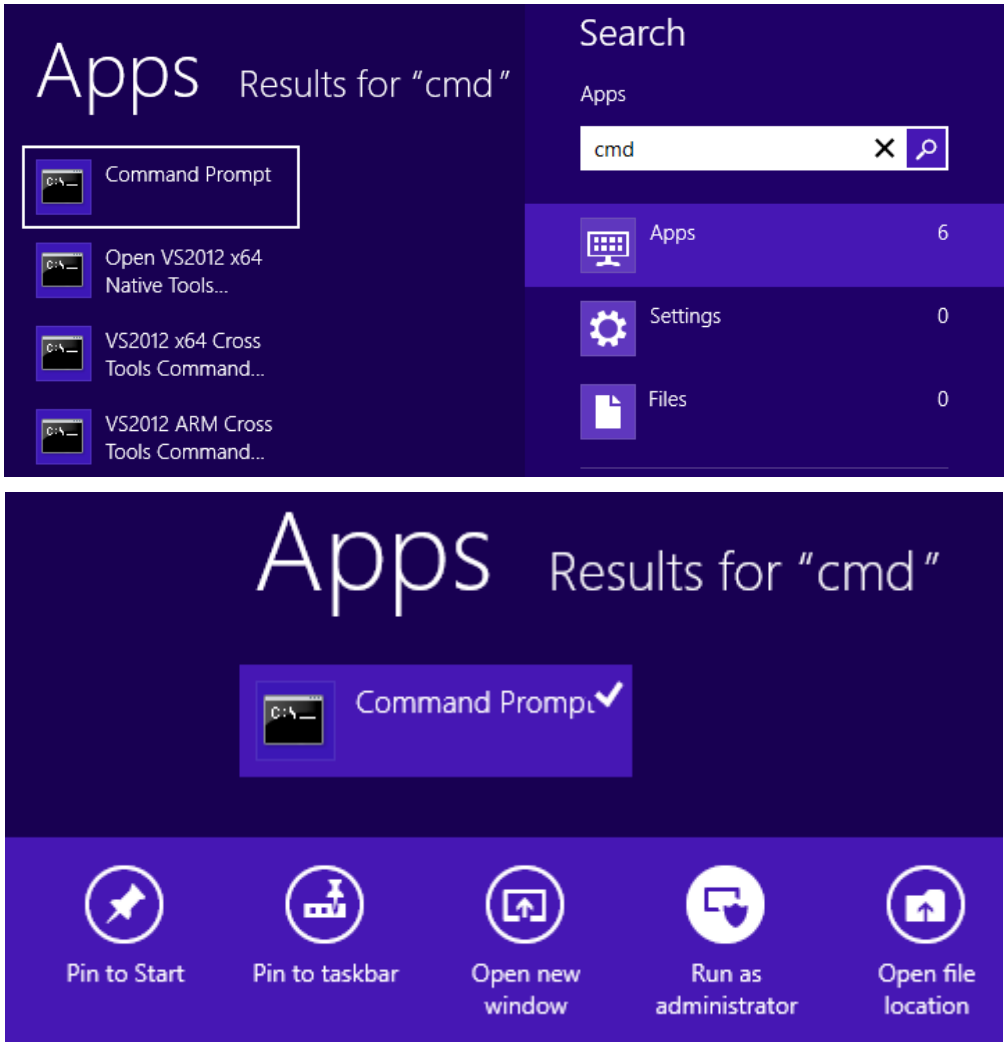 Apps Results for "cmd"
Command Prompt
Open VS2012 x64
Native Tools...
VS2012 x64 Cross
Tools Command...
VS2012 ARM Cross
Tools Command...
Search
Apps
cmd
Apps 6
Settings 0
Files 0
Apps Results for "cmd"
Command Prompt
Pin to Start
Pin to taskbar
Open new
window
Run as
administrator
Open file
location